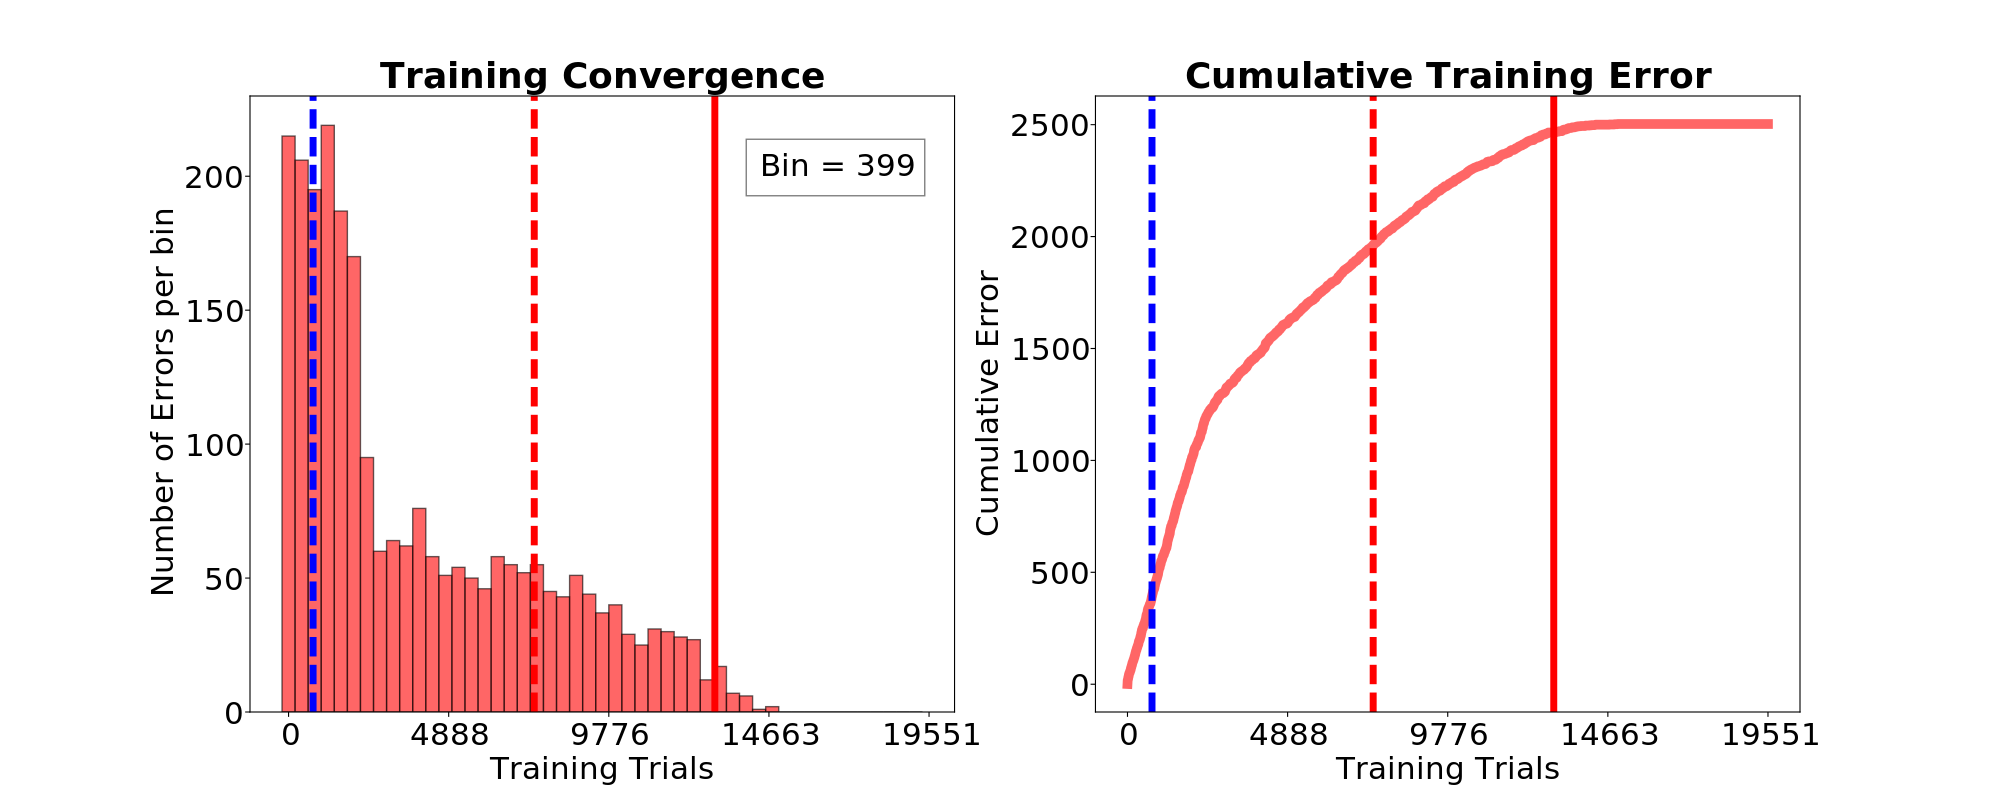 Training Convergence
Number of Errors per bin
200
150
100
50
0
Bin = 399
0 4888 9776 14663 19551
Training Trials
Cumulative Training Error
Cumulative Error
2500
2000
1500
1000
500
0
0 4888 9776 14663 19551
Training Trials